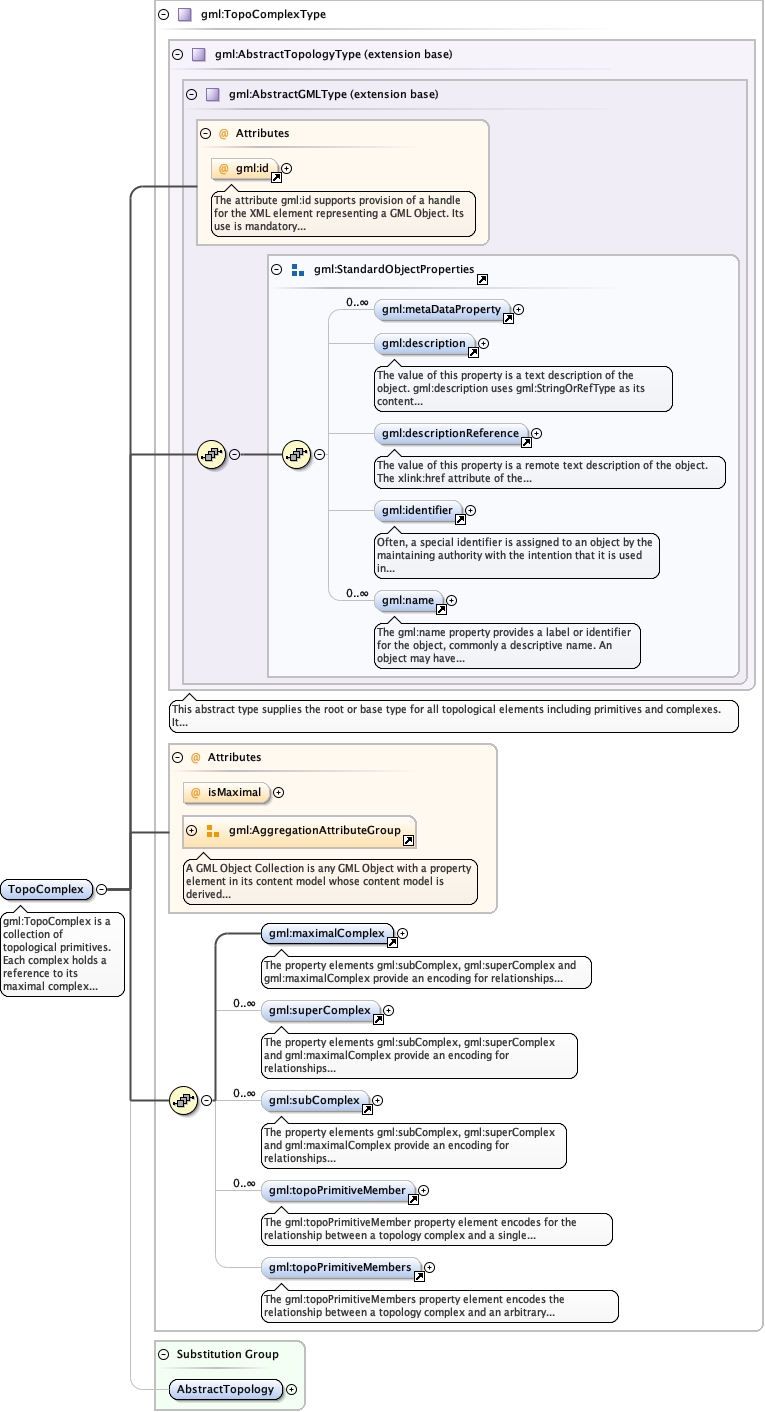 gml:TopoComplexType
gml:AbstractTopologyType (extension base)
gml:AbstractGMLType (extension base)
@ Attributes
@ gml:id
The attribute gml:id supports provision of a handle
for the XML element representing a GML Object. Its
use is mandatory...
gml:StandardObjectProperties
0..∞
gml:metaDataProperty
gml:description
The value of this property is a text description of the
object. gml:description uses gml:StringOrRefType as its
content...
gml:descriptionReference
The value of this property is a remote text description of the object.
The xlink:href attribute of the...
gml:identifier
Often, a special identifier is assigned to an object by the
maintaining authority with the intention that it is used
in...
0..∞
gml:name
The gml:name property provides a label or identifier
for the object, commonly a descriptive name. An
object may have...
This abstract type supplies the root or base type for all topological elements including primitives and complexes.
It...
@ Attributes
@ isMaximal
gml:AggregationAttributeGroup
A GML Object Collection is any GML Object with a property
element in its content model whose content model is
derived...
TopoComplex
gml:TopoComplex is a
collection of
topological primitives.
Each complex holds a
reference to its
maximal complex...
gml:maximalComplex
The property elements gml:subComplex, gml:superComplex and
gml:maximalComplex provide an encoding for relationships...
0..∞
gml:superComplex
The property elements gml:subComplex, gml:superComplex
and gml:maximalComplex provide an encoding for
relationships...
0..∞
gml:subComplex
The property elements gml:subComplex, gml:superComplex
and gml:maximalComplex provide an encoding for
relationships...
0..∞
gml:topoPrimitiveMember
The gml:topoPrimitiveMember property element encodes for the
relationship between a topology complex and a single...
gml:topoPrimitiveMembers
The gml:topoPrimitiveMembers property element encodes the
relationship between a topology complex and an arbitrary...
Substitution Group
AbstractTopology